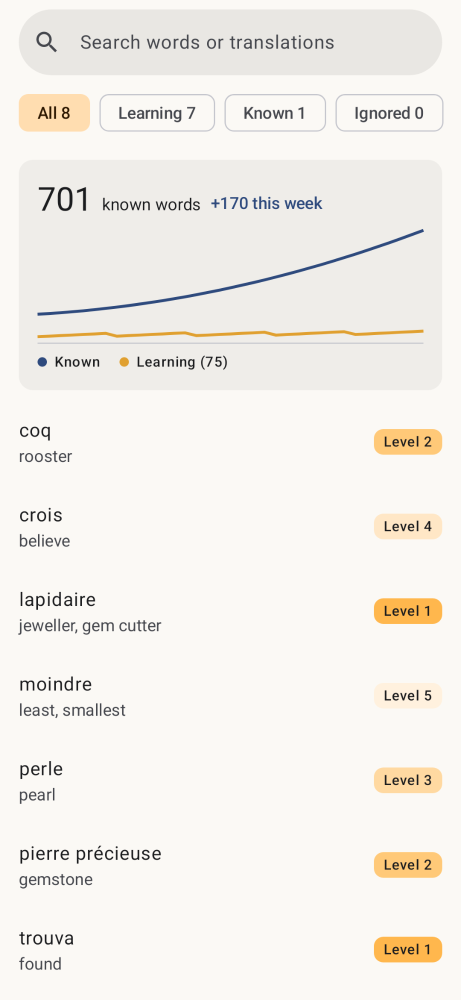 Search words or translations
All 8
Learning 7
Known 1
Ignored 0
701 known words +170 this week
Known
Learning (75)
coq
rooster
Level 2
crois
believe
Level 4
lapidaire
jeweller, gem cutter
Level 1
moindre
least, smallest
Level 5
perle
pearl
Level 3
pierre précieuse
gemstone
Level 2
trouva
found
Level 1